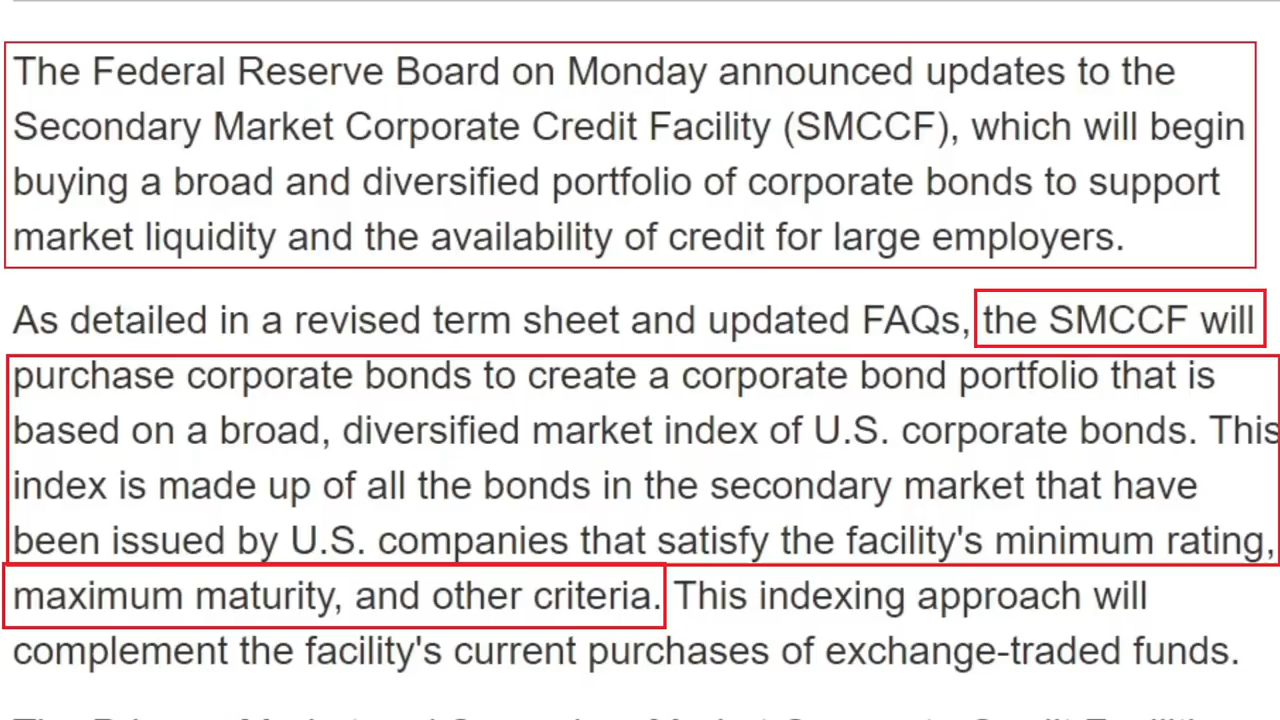 The Federal Reserve Board on Monday announced updates to the
Secondary Market Corporate Credit Facility (SMCCF), which will begin
buying a broad and diversified portfolio of corporate bonds to support
market liquidity and the availability of credit for large employers.
As detailed in a revised term sheet and updated FAQs, the SMCCF will
purchase corporate bonds to create a corporate bond portfolio that is
based on a broad, diversified market index of U.S. corporate bonds. This
index is made up of all the bonds in the secondary market that have
been issued by U.S. companies that satisfy the facility's minimum rating,
maximum maturity, and other criteria. This indexing approach will
complement the facility's current purchases of exchange-traded funds.